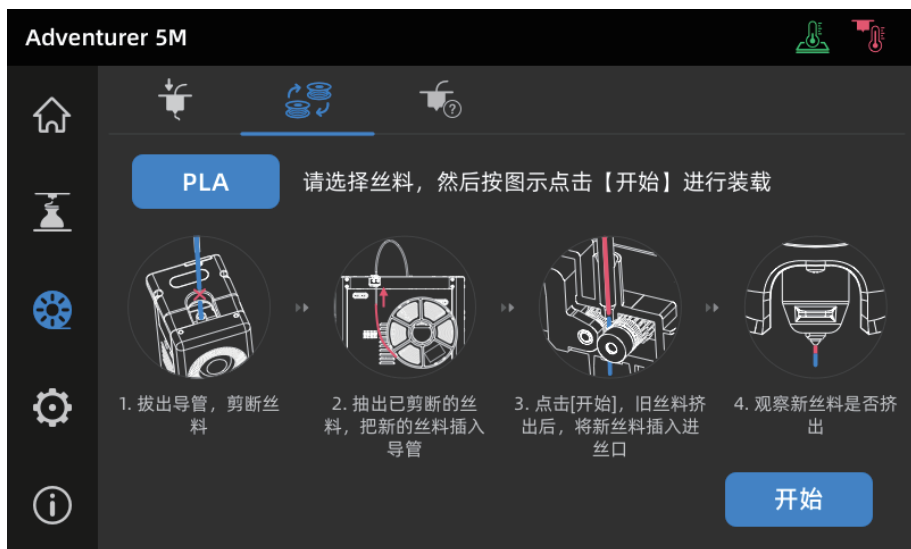 Adventurer 5M
PLA
请选择丝料，然后按图示点击【开始】进行装载
1. 拔出导管，剪断丝
料
2. 抽出已剪断的丝
料，把新的丝料插入
导管
3. 点击[开始]，旧丝料挤
出后，将新丝料插入进
丝口
4. 观察新丝料是否挤
出
开始